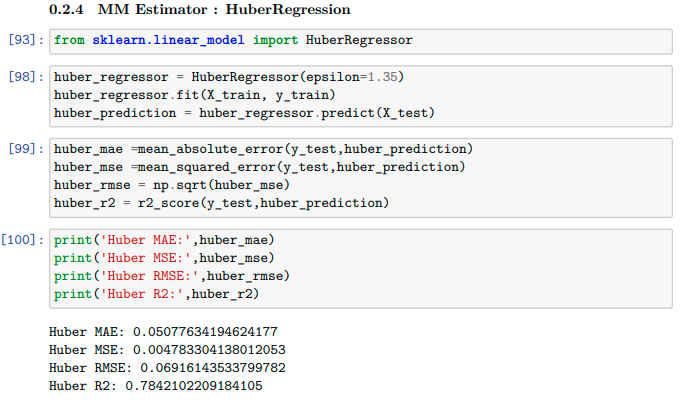 0.2.4 MM Estimator : HuberRegression
[93]: from sklearn.linear_model import HuberRegressor
[98]: huber_regressor = HuberRegressor(epsilon=1.35)
huber_regressor.fit(X_train, y_train)
huber_prediction = huber_regressor.predict(X_test)
[99]: huber_mae =mean_absolute_error(y_test,huber_prediction)
huber_mse =mean_squared_error(y_test,huber_prediction)
huber_rmse = np.sqrt(huber_mse)
huber_r2 = r2_score(y_test,huber_prediction)
[100]: print('Huber MAE:',huber_mae)
print('Huber MSE:',huber_mse)
print('Huber RMSE:',huber_rmse)
print('Huber R2:',huber_r2)
Huber MAE: 0.05077634194624177
Huber MSE: 0.004783304138012053
Huber RMSE: 0.06916143533799782
Huber R2: 0.7842102209184105